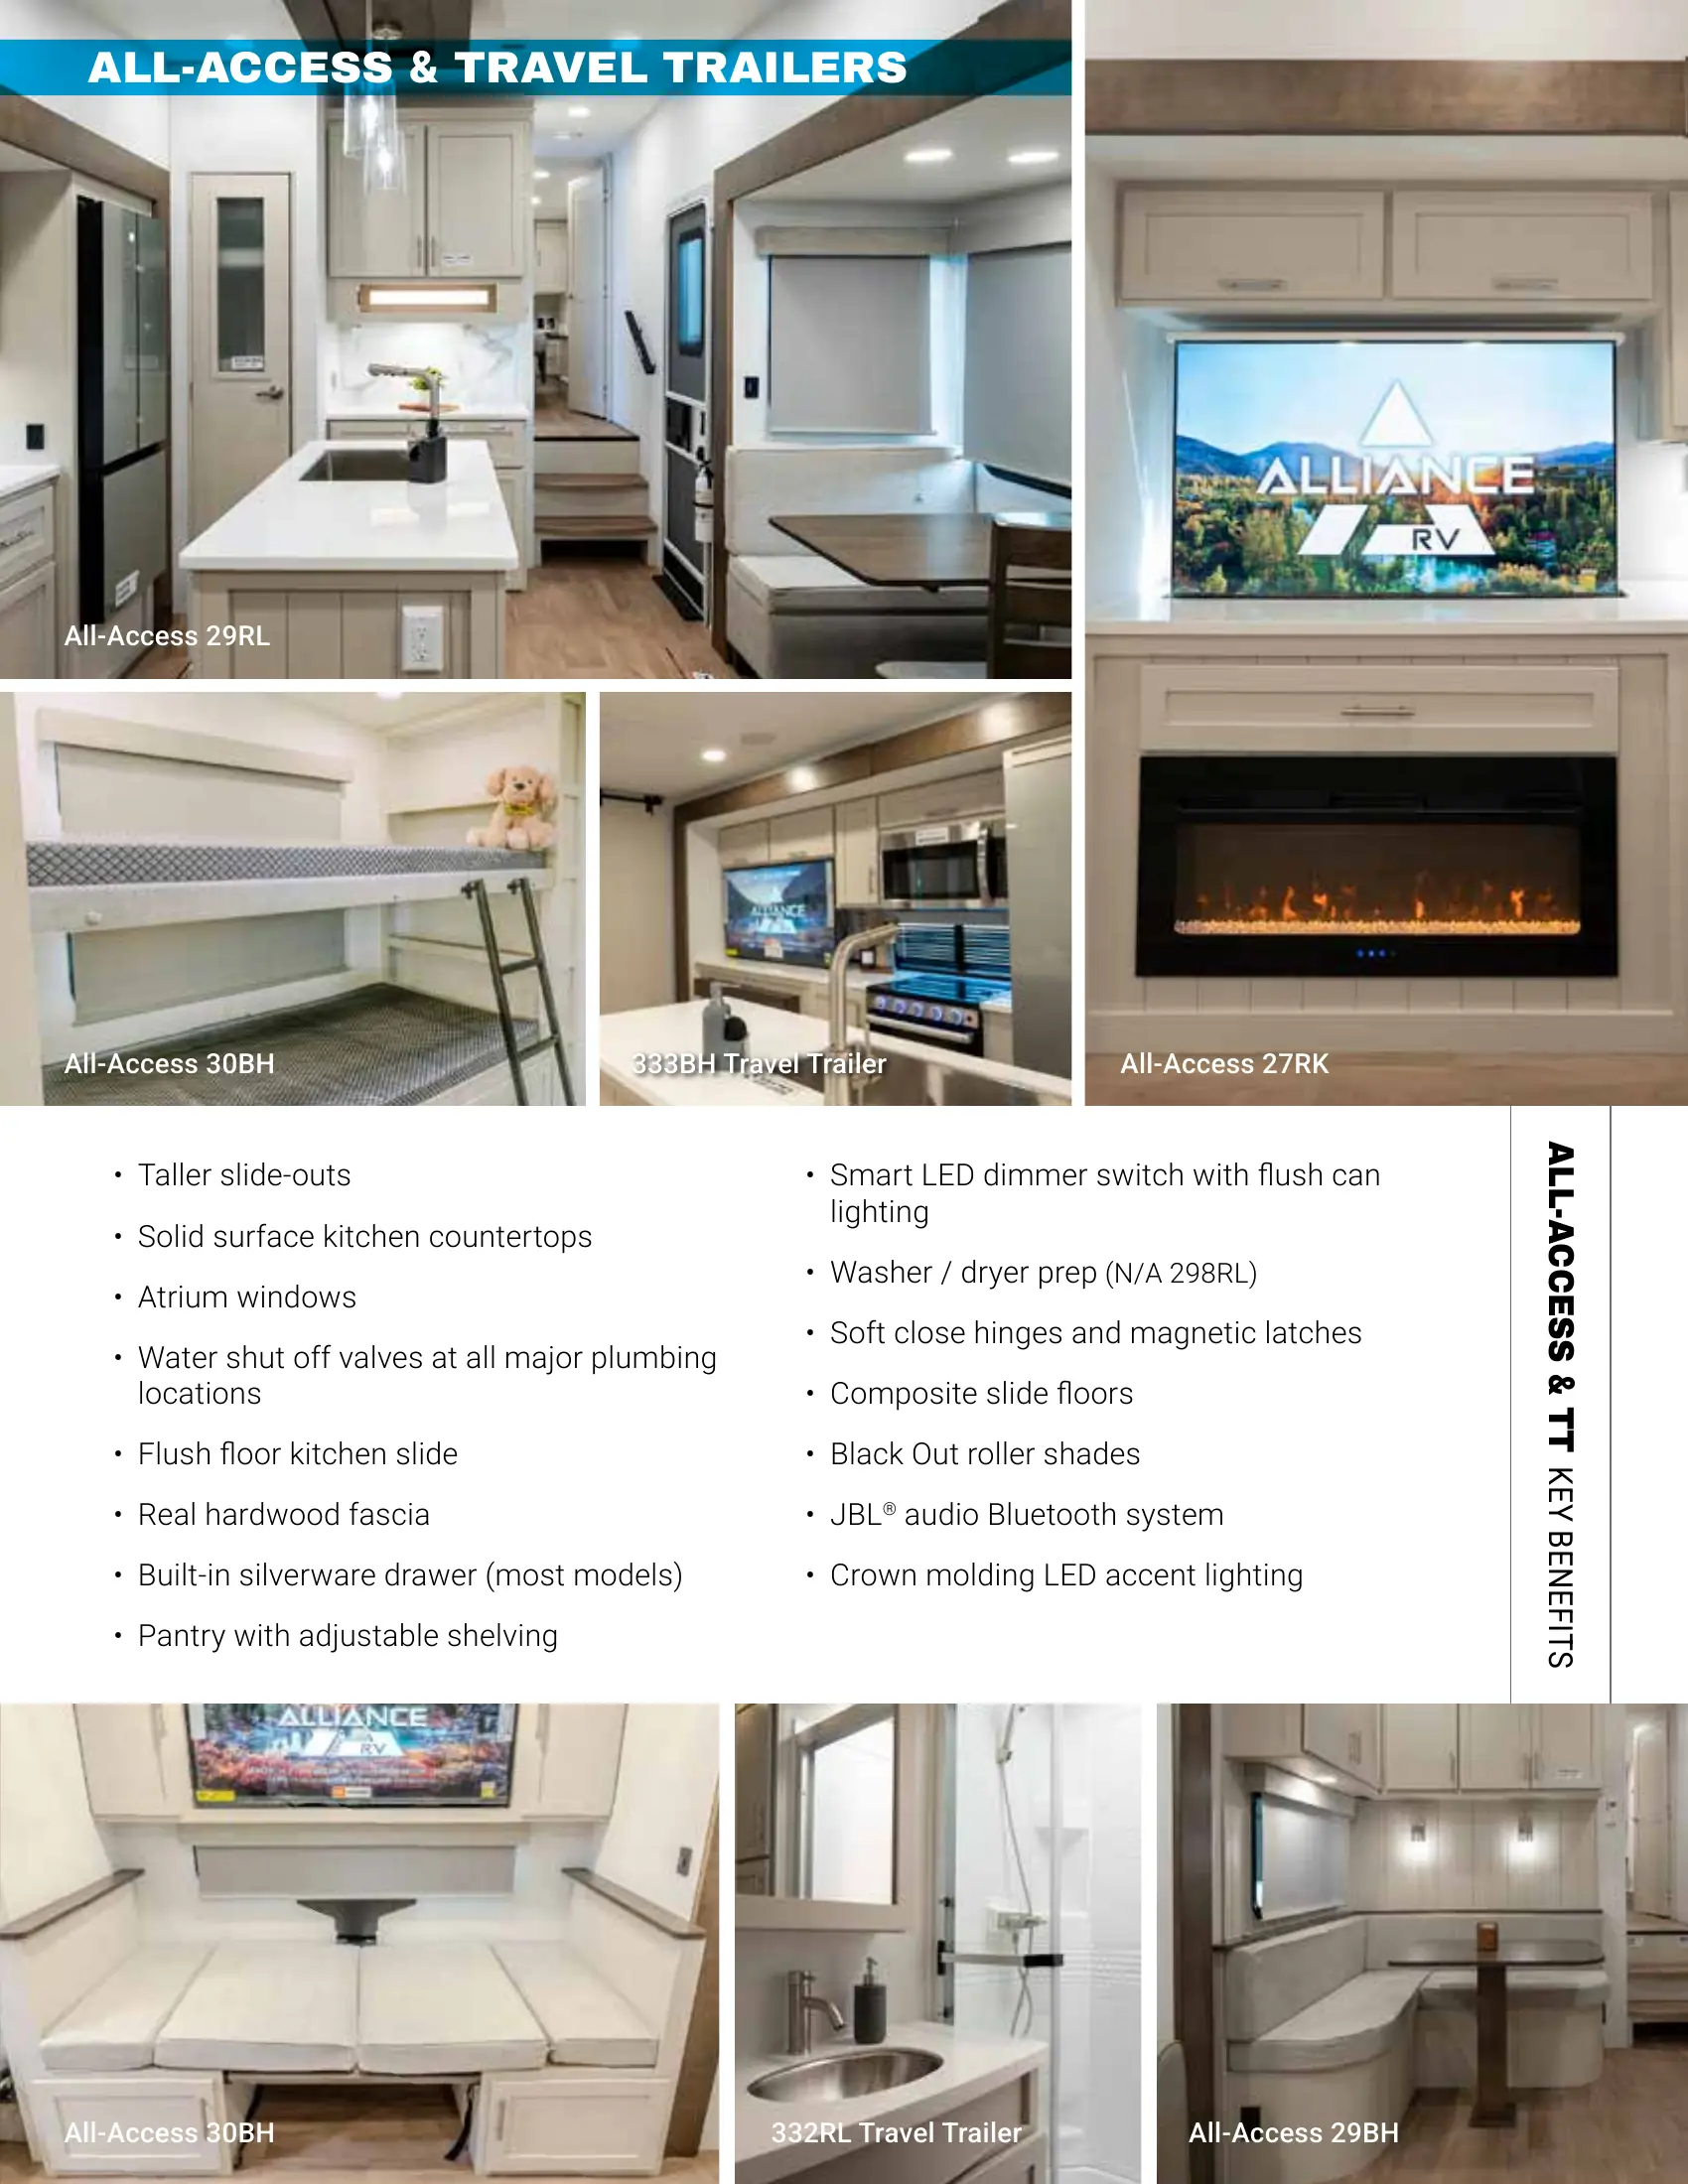 ALL-ACCESS & TRAVEL TRAILERS
ALLIANCE
RV
All-Access 29RL
ALLIANCE
All-Access 30BH
333BH Travel Trailer
All-Access 27RK
• Taller slide-outs
• Solid surface kitchen countertops
• Atrium windows
• Water shut off valves at all major plumbing
locations
• Flush floor kitchen slide
• Real hardwood fascia
• Built-in silverware drawer (most models)
• Pantry with adjustable shelving
• Smart LED dimmer switch with flush can
lighting
• Washer / dryer prep (N/A 298RL)
• Soft close hinges and magnetic latches
• Composite slide floors
• Black Out roller shades
• JBL® audio Bluetooth system
• Crown molding LED accent lighting
ALL-ACCESS & TT KEY BENEFITS
ALLIANCE
RV
All-Access 30BH
332RL Travel Trailer
All-Access 29BH